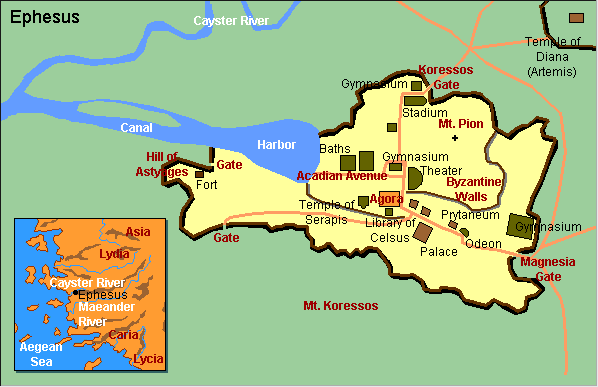 Ephesus
Cayster River
Temple of
Diana
(Artemis)
Koressos
Gate
Gymnasium
Stadium
Mt. Pion
Canal
Harbor
Baths
Gymnasium
Theater
Hill of
Astyges
Gate
Fort
Acadian Avenue
Byzantine
Walls
Agora
Temple of
Serapis
Library of
Celsus
Prytaneum
Gymnasium
Odeon
Palace
Gate
Magnesia
Gate
Mt. Koressos
Asia
Lydia
Cayster River
Ephesus
Maeander
River
Caria
Aegean
Sea
Lycia